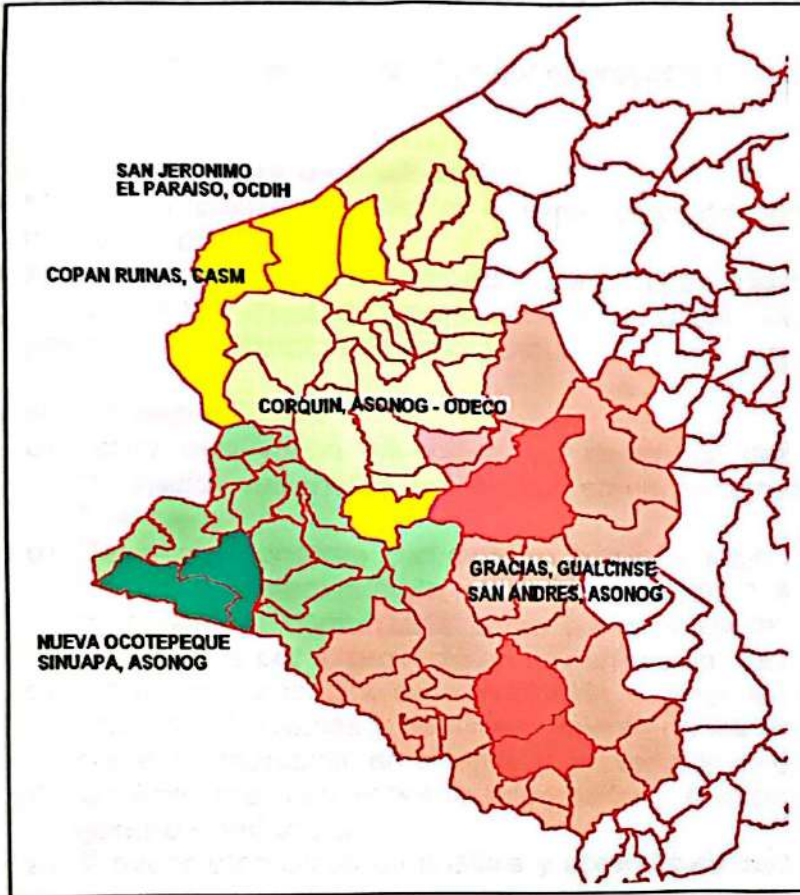 SAN JERONIMO
EL PARAISO, OCDIH
COPAN RUINAS, CASM
CORQUIN, ASONOG - ODECO
GRACIAS, GUALCINSE
SAN ANDRES, ASONOG
NUEVA OCOTEPEQUE
SINUAPA, ASONOG